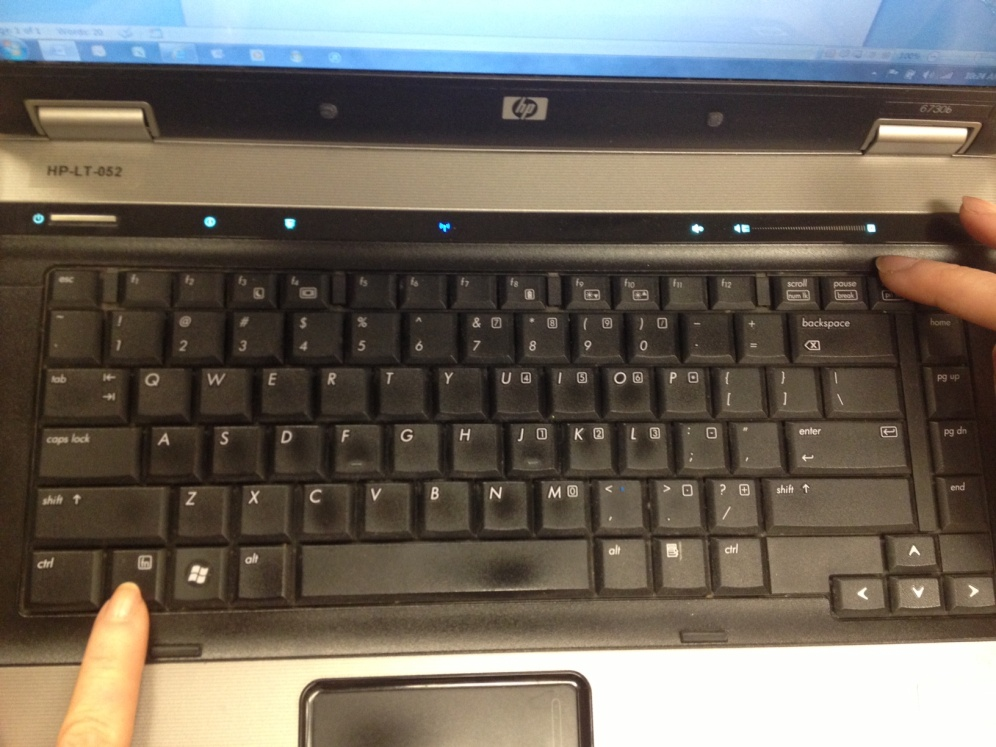 Words: 20
100%
hp
6730b
HP-LT-052
esc f1 f2 f3 f4 f5 f6 f7 f8 f9 f10 f11 f12 scroll pause
num lk break
~ ! @ # $ % ^ & 7 * 8 ( 9 ) / - + backspace home
1 2 3 4 5 6 7 8 9 0 =
tab Q W E R T Y U 4 I 5 O 6 P * { } | pg up
[ ] \
caps lock A S D F G H J 1 K 2 L 3 : - " enter pg dn
; ,
shift Z X C V B N M 0 < > . ? + shift end
, . /
ctrl fn alt alt ctrl